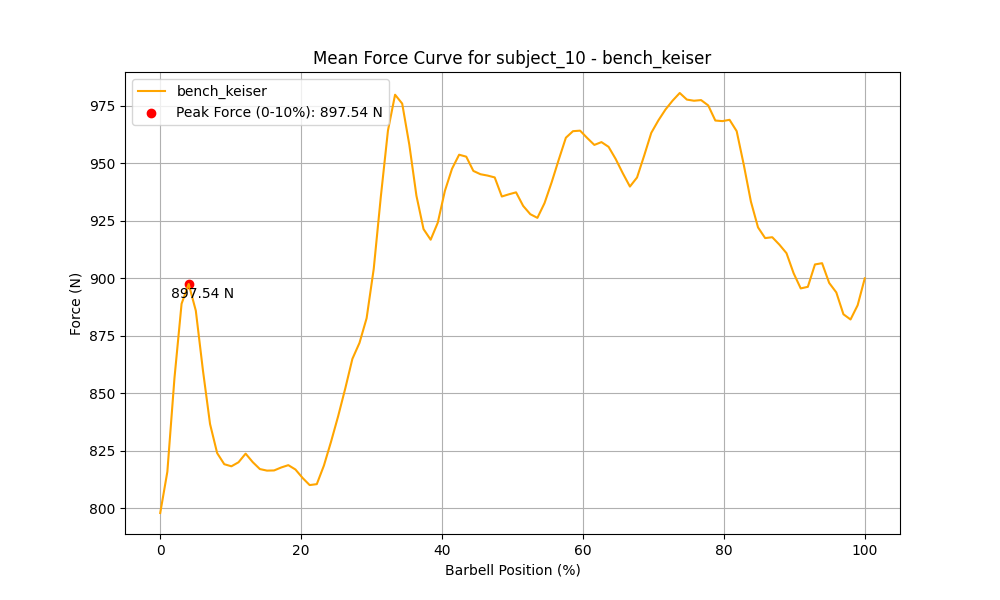 Mean Force Curve for subject_10 - bench_keiser
bench_keiser
Peak Force (0-10%): 897.54 N
975
950
925
900
875
850
825
800
897.54 N
Force (N)
0 20 40 60 80 100
Barbell Position (%)